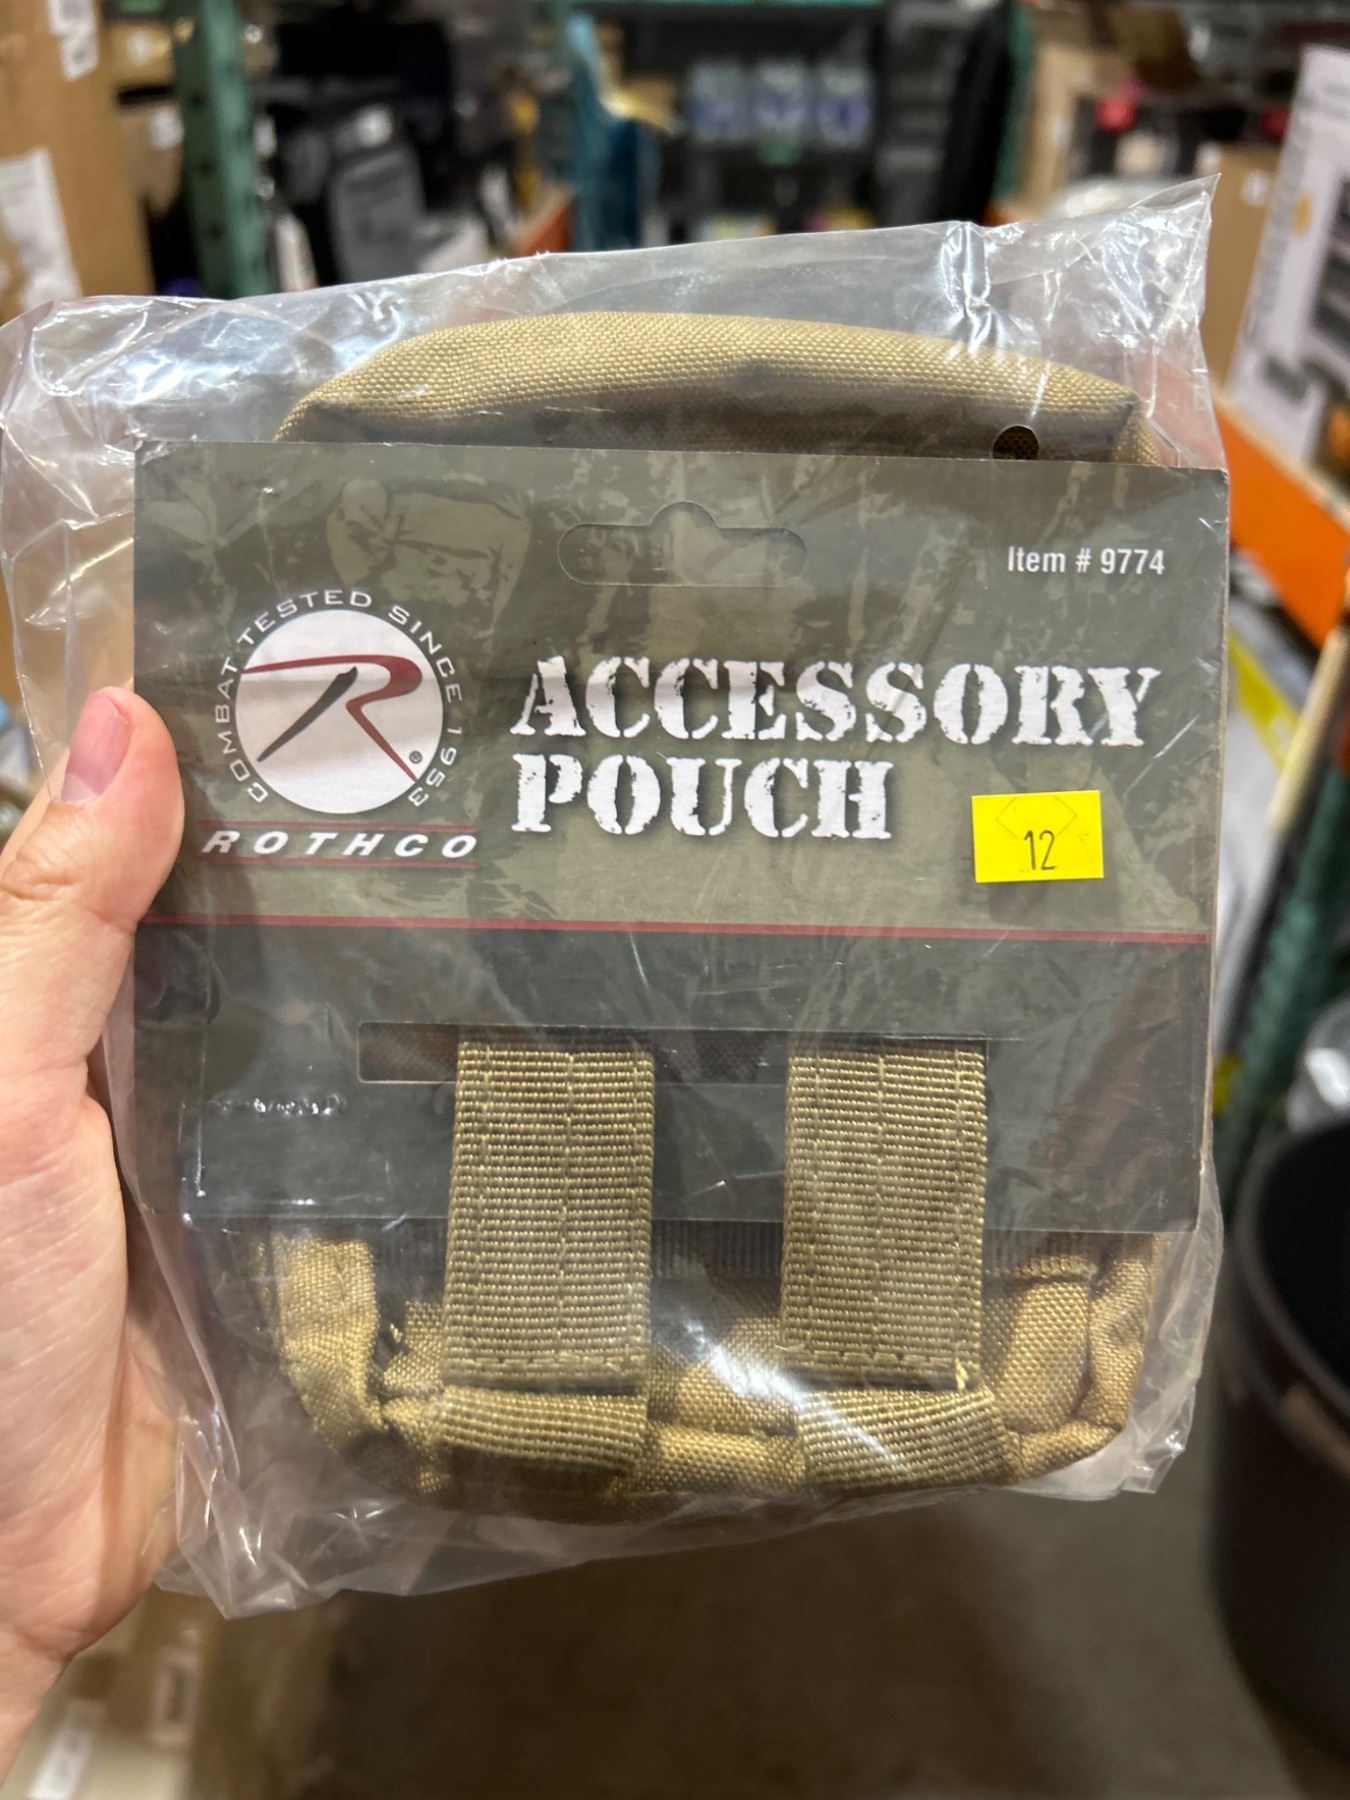 Item # 9774
COMBAT TESTED SINCE 1953
R®
ROTHCO
ACCESSORY
POUCH
12